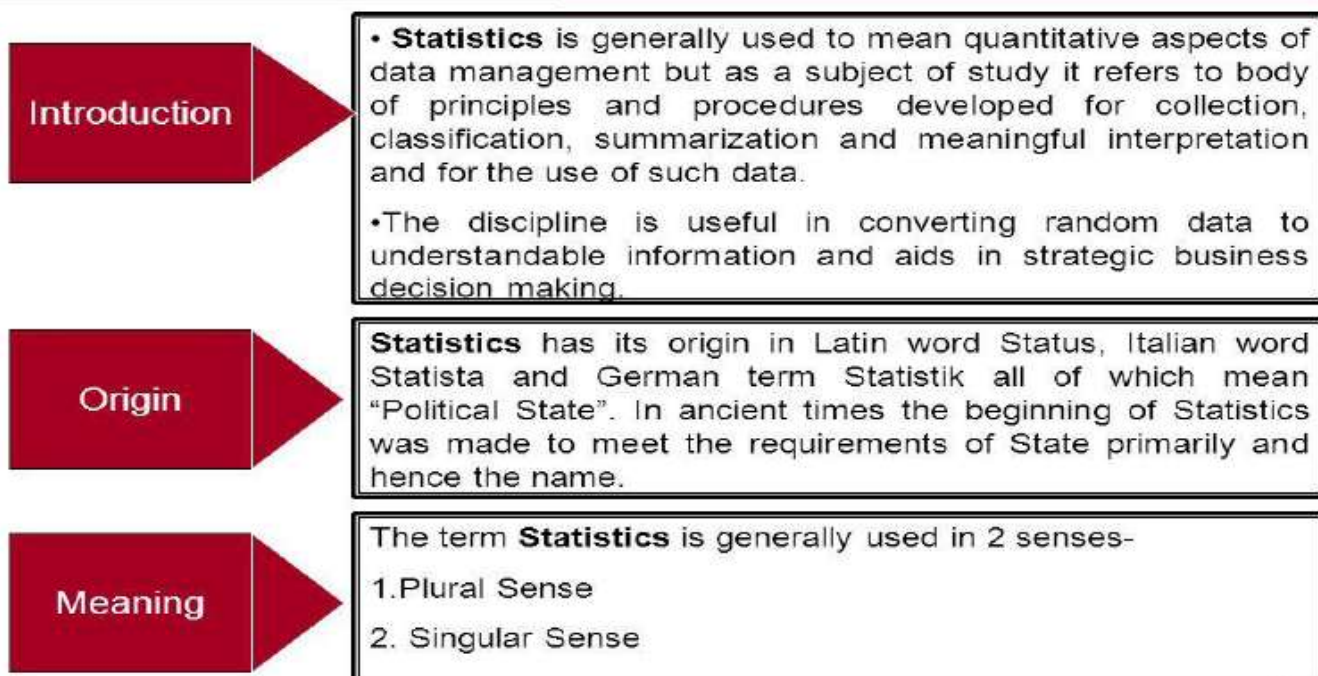 Introduction
• Statistics is generally used to mean quantitative aspects of
data management but as a subject of study it refers to body
of principles and procedures developed for collection,
classification, summarization and meaningful interpretation
and for the use of such data.
•The discipline is useful in converting random data to
understandable information and aids in strategic business
decision making.
Origin
Statistics has its origin in Latin word Status, Italian word
Statista and German term Statistik all of which mean
“Political State”. In ancient times the beginning of Statistics
was made to meet the requirements of State primarily and
hence the name.
Meaning
The term Statistics is generally used in 2 senses-
1.Plural Sense
2. Singular Sense